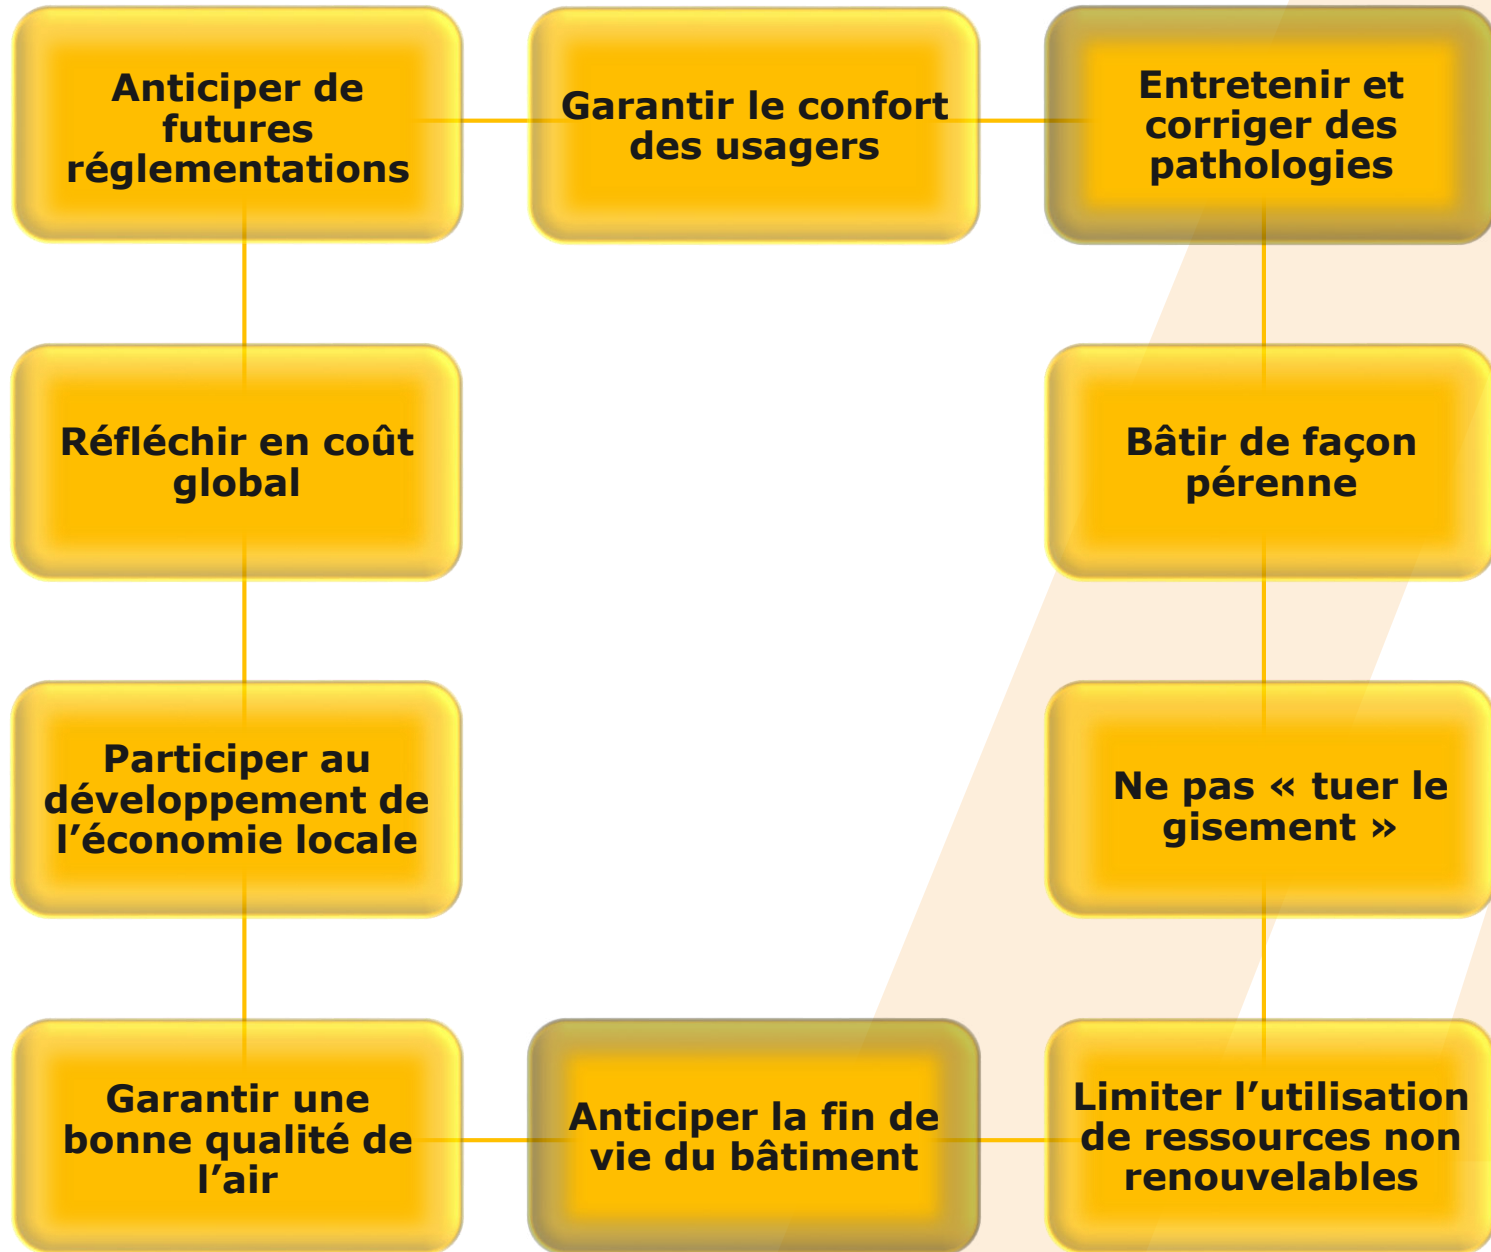 Anticiper de
futures
réglementations
Garantir le confort
des usagers
Entretenir et
corriger des
pathologies
Réfléchir en coût
global
Bâtir de façon
pérenne
Participer au
développement de
l’économie locale
Ne pas « tuer le
gisement »
Garantir une
bonne qualité de
l’air
Anticiper la fin de
vie du bâtiment
Limiter l’utilisation
de ressources non
renouvelables